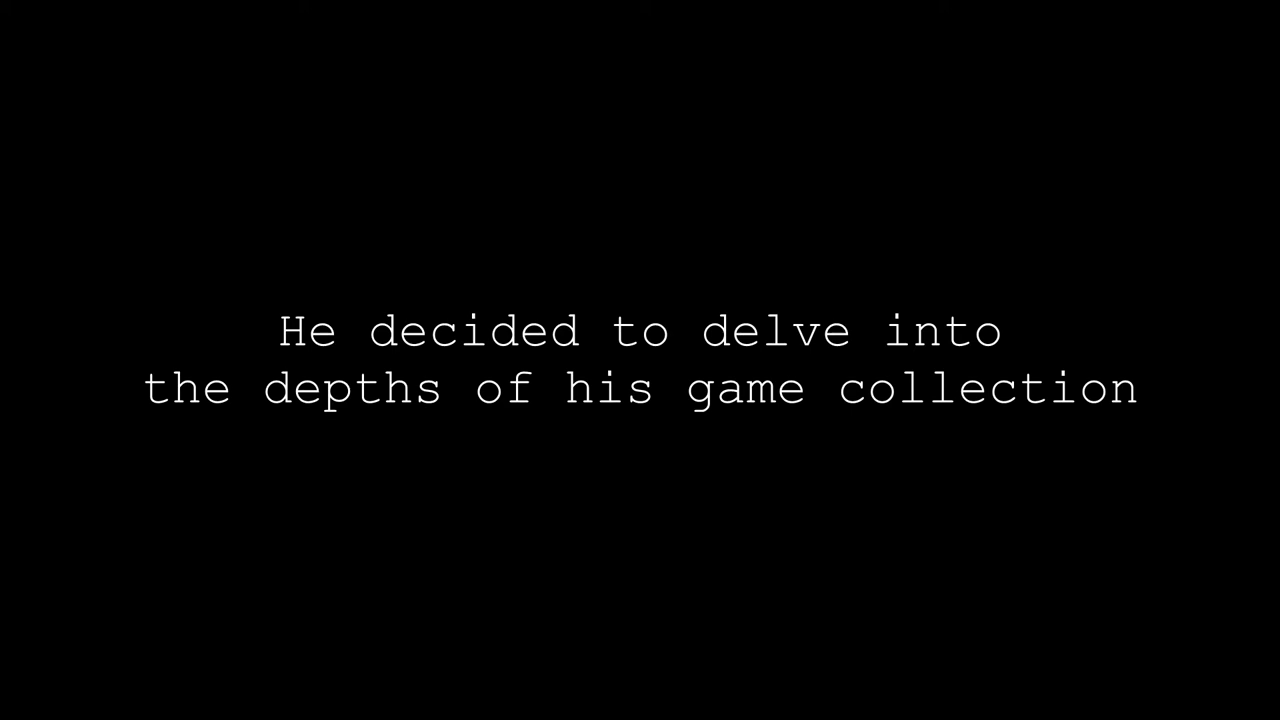 He decided to delve into
the depths of his game collection